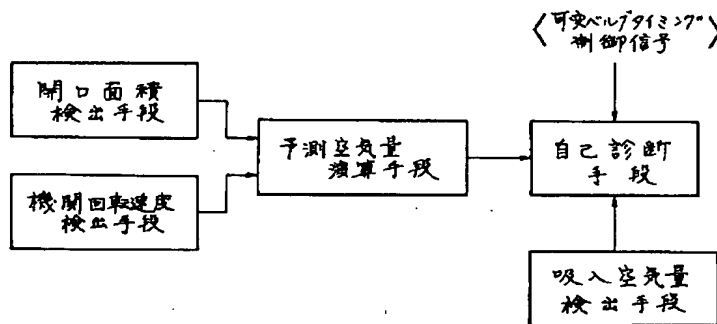 〈可変バルブタイミング
制御信号〉
開口面積
検出手段
予測空気量
演算手段
自己診断
手段
機関回転速度
検出手段
吸入空気量
検出手段